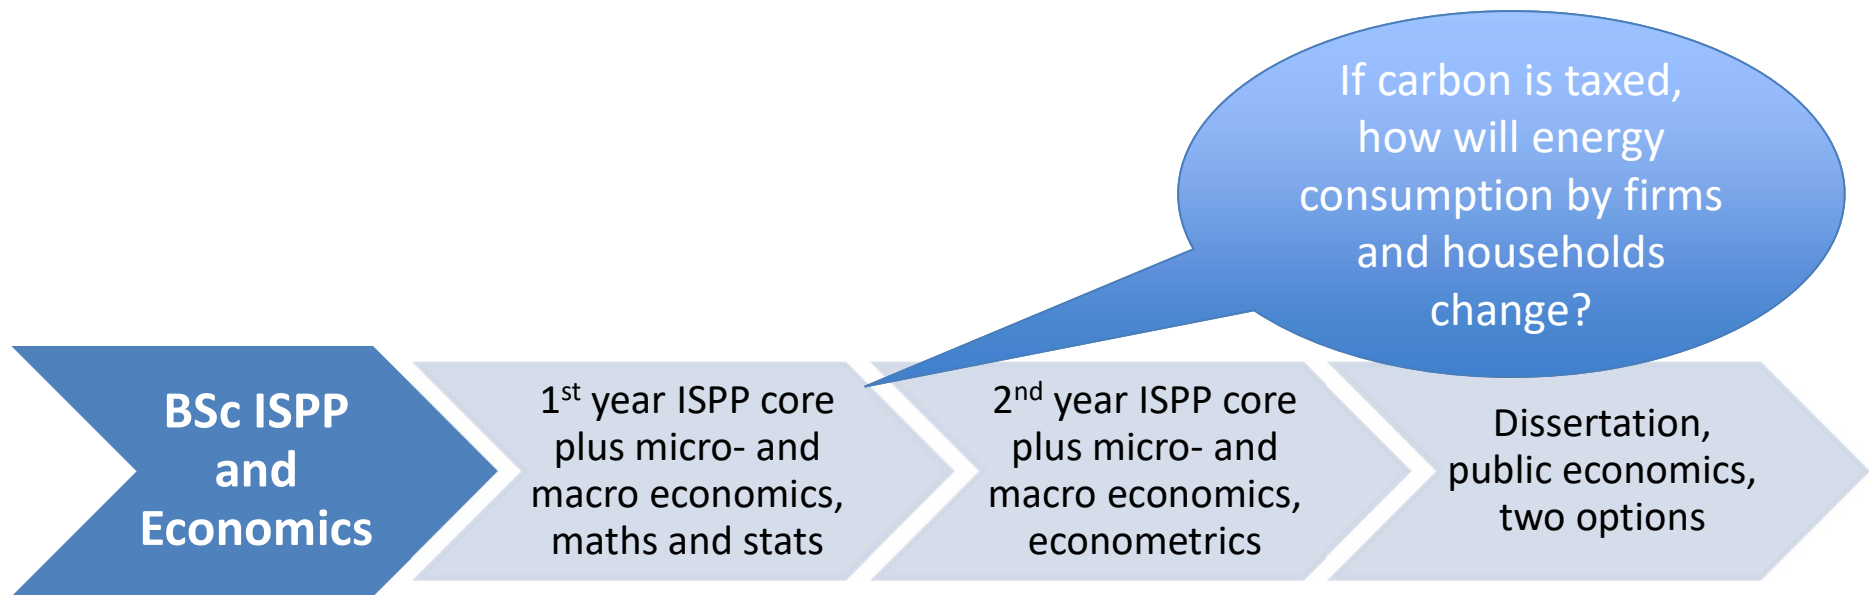 If carbon is taxed,
how will energy
consumption by firms
and households
change?
BSc ISPP
and
Economics
1st year ISPP core
plus micro- and
macro economics,
maths and stats
2nd year ISPP core
plus micro- and
macro economics,
econometrics
Dissertation,
public economics,
two options